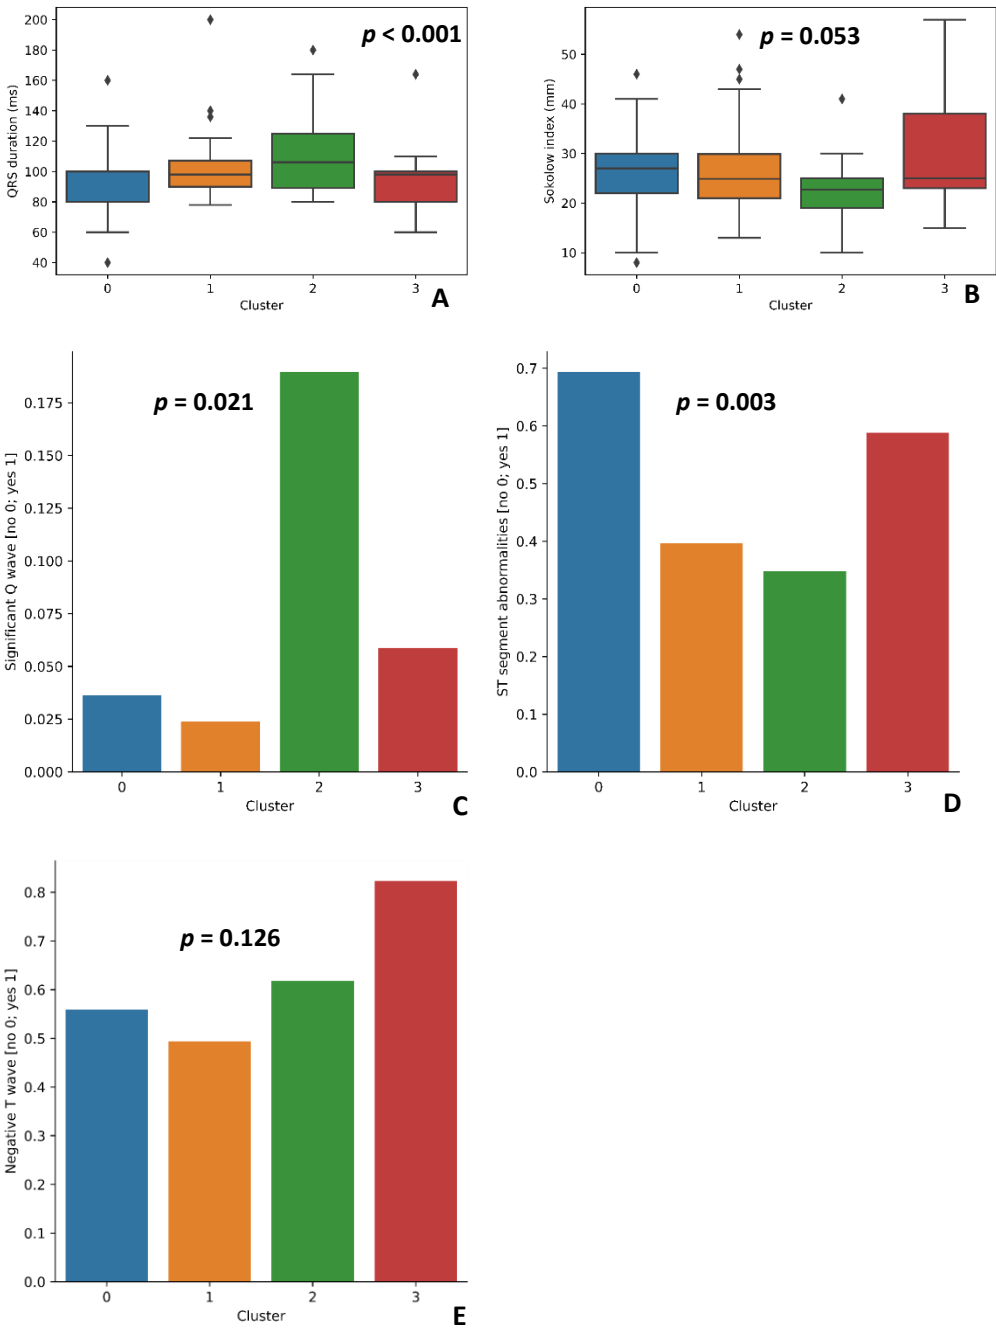 p < 0.001
QRS duration (ms)
200
180
160
140
120
100
80
60
40
0 1 2 3
Cluster
A
p = 0.053
Sokolow index (mm)
50
40
30
20
10
0 1 2 3
Cluster
B
p = 0.021
Significant Q wave [no 0; yes 1]
0.175
0.150
0.125
0.100
0.075
0.050
0.025
0.000
0 1 2 3
Cluster
C
p = 0.003
ST segment abnormalities [no 0; yes 1]
0.7
0.6
0.5
0.4
0.3
0.2
0.1
0.0
0 1 2 3
Cluster
D
p = 0.126
Negative T wave [no 0; yes 1]
0.8
0.7
0.6
0.5
0.4
0.3
0.2
0.1
0.0
0 1 2 3
Cluster
E